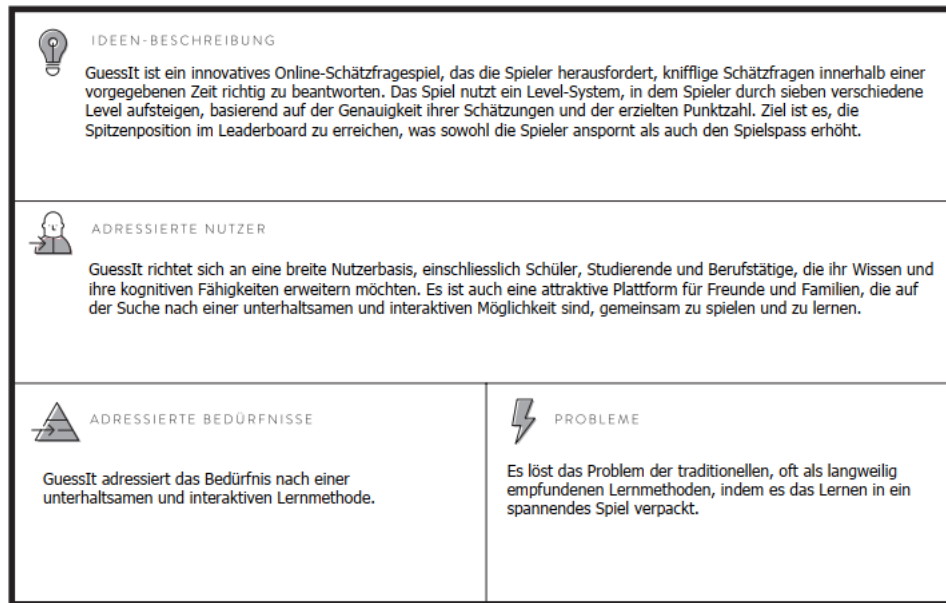 IDEEN-BESCHREIBUNG
GuessIt ist ein innovatives Online-Schätzfragespiel, das die Spieler herausfordert, knifflige Schätzfragen innerhalb einer
vorgegebenen Zeit richtig zu beantworten. Das Spiel nutzt ein Level-System, in dem Spieler durch sieben verschiedene
Level aufsteigen, basierend auf der Genauigkeit ihrer Schätzungen und der erzielten Punktzahl. Ziel ist es, die
Spitzenposition im Leaderboard zu erreichen, was sowohl die Spieler anspornt als auch den Spielspass erhöht.
ADRESSIERTE NUTZER
GuessIt richtet sich an eine breite Nutzerbasis, einschliesslich Schüler, Studierende und Berufstätige, die ihr Wissen und
ihre kognitiven Fähigkeiten erweitern möchten. Es ist auch eine attraktive Plattform für Freunde und Familien, die auf
der Suche nach einer unterhaltsamen und interaktiven Möglichkeit sind, gemeinsam zu spielen und zu lernen.
ADRESSIERTE BEDÜRFNISSE
GuessIt adressiert das Bedürfnis nach einer
unterhaltsamen und interaktiven Lernmethode.
PROBLEME
Es löst das Problem der traditionellen, oft als langweilig
empfundenen Lernmethoden, indem es das Lernen in ein
spannendes Spiel verpackt.